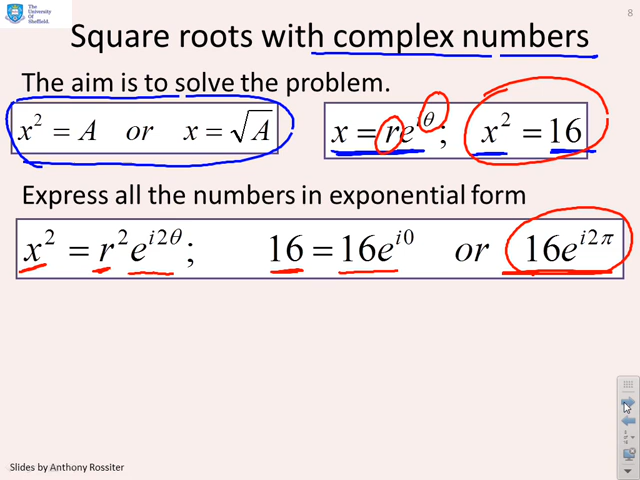 The
University
Of
Sheffield.
8
Square roots with complex numbers
The aim is to solve the problem.
x² = A or x = √A
x = re^{iθ}; x² = 16
Express all the numbers in exponential form
x² = r²e^{i2θ}; 16 = 16e^{i0} or 16e^{i2π}
Slides by Anthony Rossiter